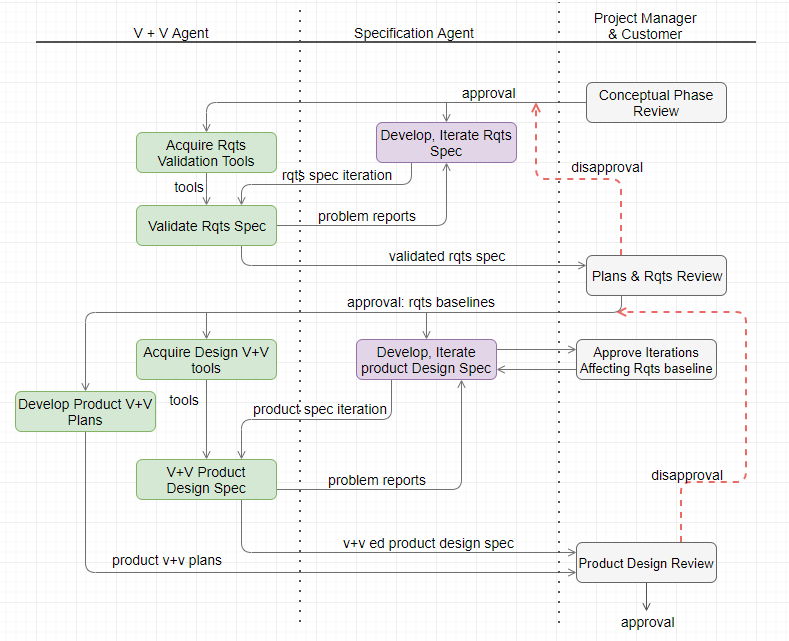 V + V Agent
Specification Agent
Project Manager
& Customer
approval
Conceptual Phase
Review
Acquire Rqts
Validation Tools
Develop, Iterate Rqts
Spec
disapproval
rqts spec iteration
tools
problem reports
Validate Rqts Spec
validated rqts spec
Plans & Rqts Review
approval: rqts baselines
Acquire Design V+V
tools
Develop, Iterate
product Design Spec
Approve Iterations
Affecting Rqts baseline
Develop Product V+V
Plans
tools
product spec iteration
V+V Product
Design Spec
problem reports
disapproval
v+v ed product design spec
product v+v plans
Product Design Review
approval